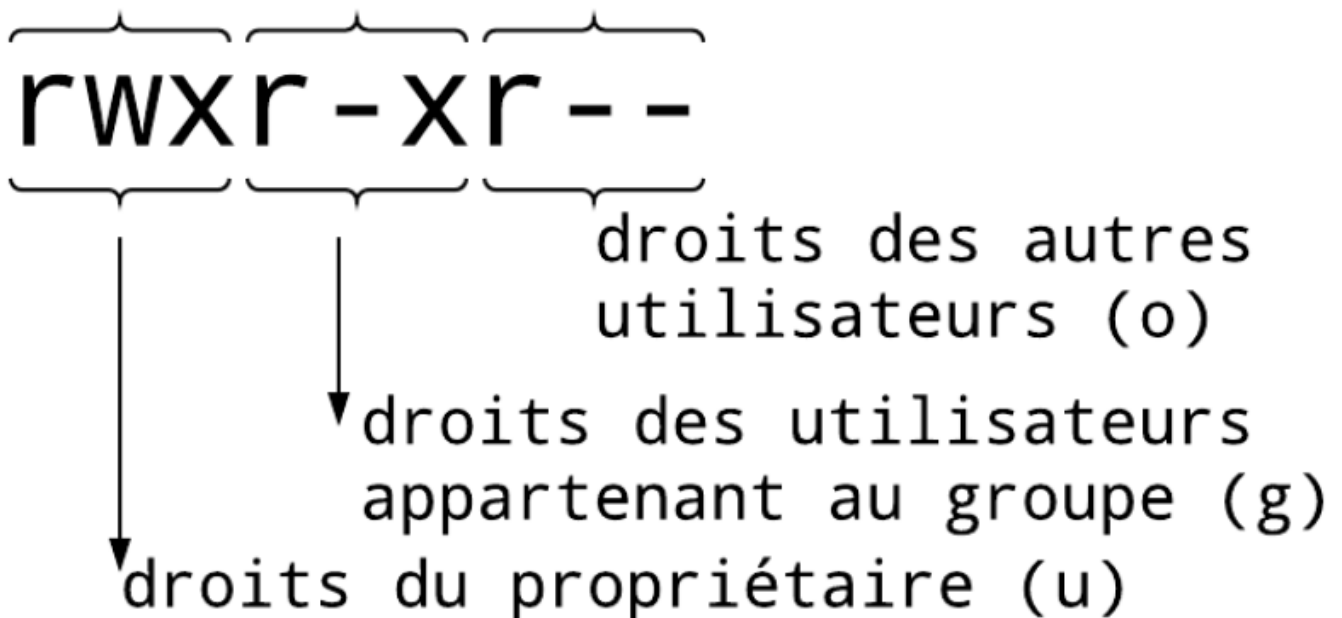 rwxr-xr--
droits des autres
utilisateurs (o)
droits des utilisateurs
appartenant au groupe (g)
droits du propriétaire (u)